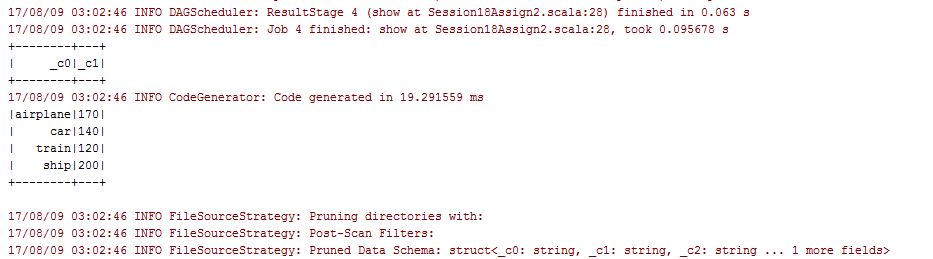 17/08/09 03:02:46 INFO DAGScheduler: ResultStage 4 (show at Session18Assign2.scala:28) finished in 0.063 s
17/08/09 03:02:46 INFO DAGScheduler: Job 4 finished: show at Session18Assign2.scala:28, took 0.095678 s
+--------+---+
|     _c0|_c1|
+--------+---+
17/08/09 03:02:46 INFO CodeGenerator: Code generated in 19.291559 ms
|airplane|170|
|     car|140|
|   train|120|
|    ship|200|
+--------+---+
17/08/09 03:02:46 INFO FileSourceStrategy: Pruning directories with:
17/08/09 03:02:46 INFO FileSourceStrategy: Post-Scan Filters:
17/08/09 03:02:46 INFO FileSourceStrategy: Pruned Data Schema: struct<_c0: string, _c1: string, _c2: string ... 1 more fields>